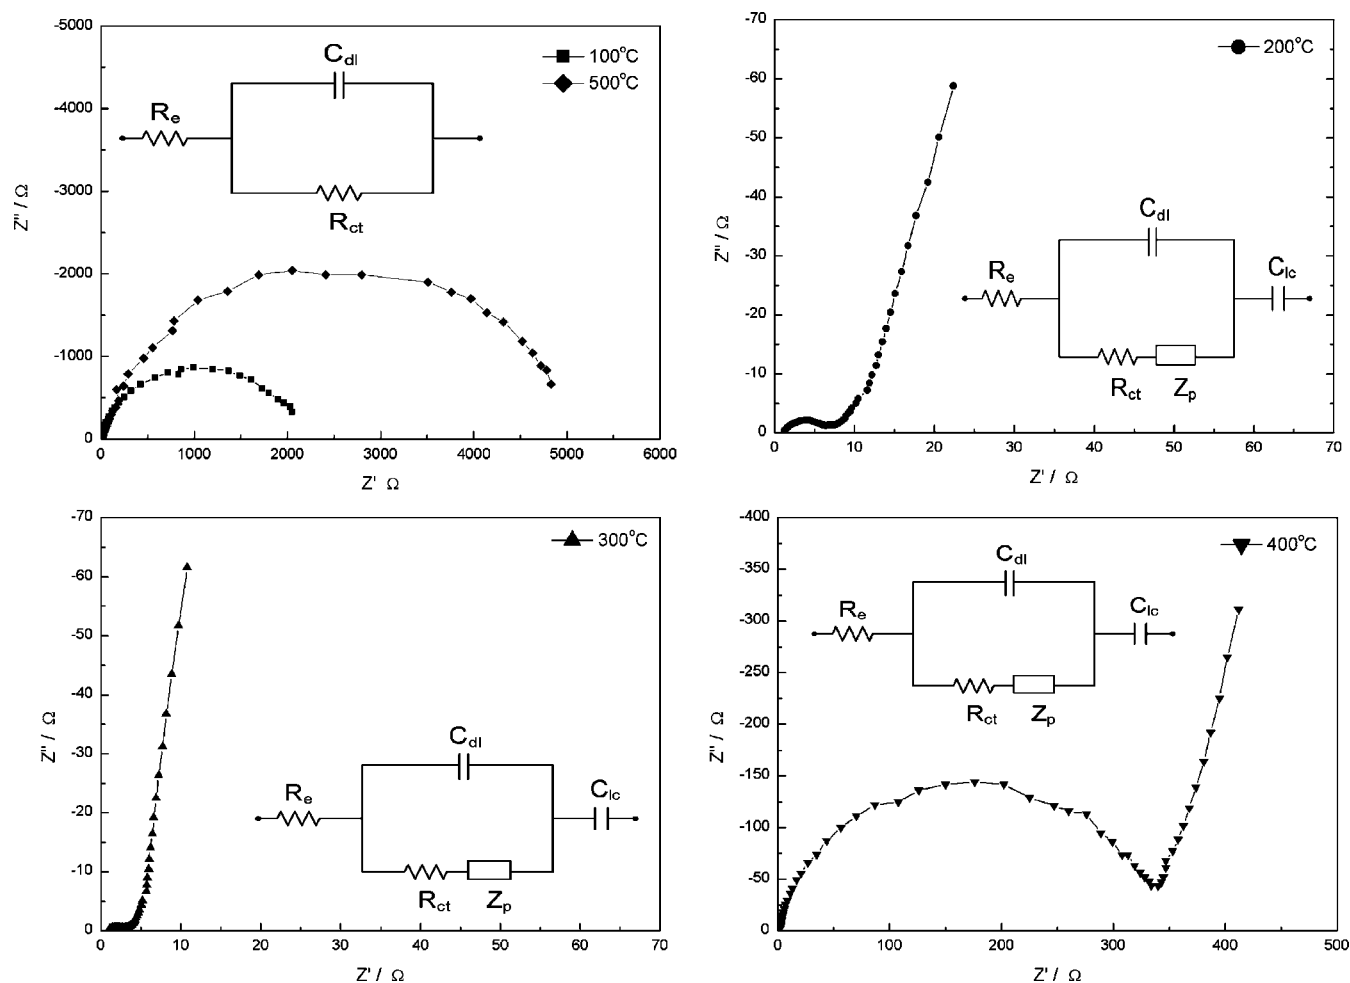 -5000
-4000
-3000
-2000
-1000
0
0 1000 2000 3000 4000 5000 6000
Z'' / Ω
Z' Ω
100°C
500°C
C_dl
R_e
R_ct
-70
-60
-50
-40
-30
-20
-10
0
0 10 20 30 40 50 60 70
Z'' / Ω
Z' / Ω
200°C
C_dl
R_e
C_lc
R_ct Z_p
-70
-60
-50
-40
-30
-20
-10
0
0 10 20 30 40 50 60 70
Z'' / Ω
Z' / Ω
300°C
C_dl
R_e
C_lc
R_ct Z_p
-400
-350
-300
-250
-200
-150
-100
-50
0
0 100 200 300 400 500
Z'' / Ω
Z' / Ω
400°C
C_dl
R_e
C_lc
R_ct Z_p